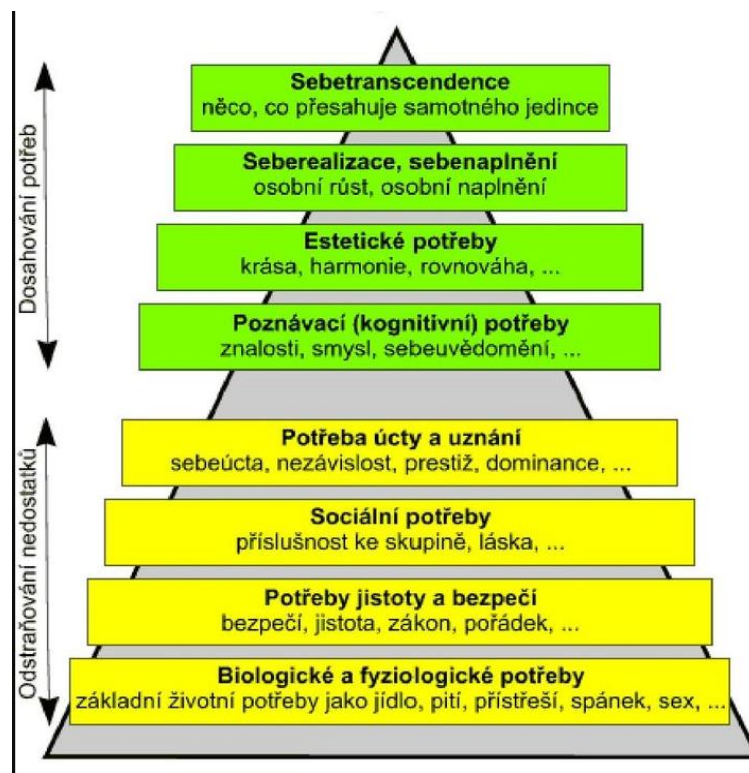 Dosahování potřeb
Sebetranscendence
něco, co přesahuje samotného jedince
Seberealizace, sebenaplnění
osobní růst, osobní naplnění
Estetické potřeby
krása, harmonie, rovnováha, ...
Poznávací (kognitivní) potřeby
znalosti, smysl, sebeuvědomění, ...
Odstraňování nedostatků
Potřeba úcty a uznání
sebeúcta, nezávislost, prestiž, dominance, ...
Sociální potřeby
příslušnost ke skupině, láska, ...
Potřeby jistoty a bezpečí
bezpečí, jistota, zákon, pořádek, ...
Biologické a fyziologické potřeby
základní životní potřeby jako jídlo, pití, přístřeší, spánek, sex, ...